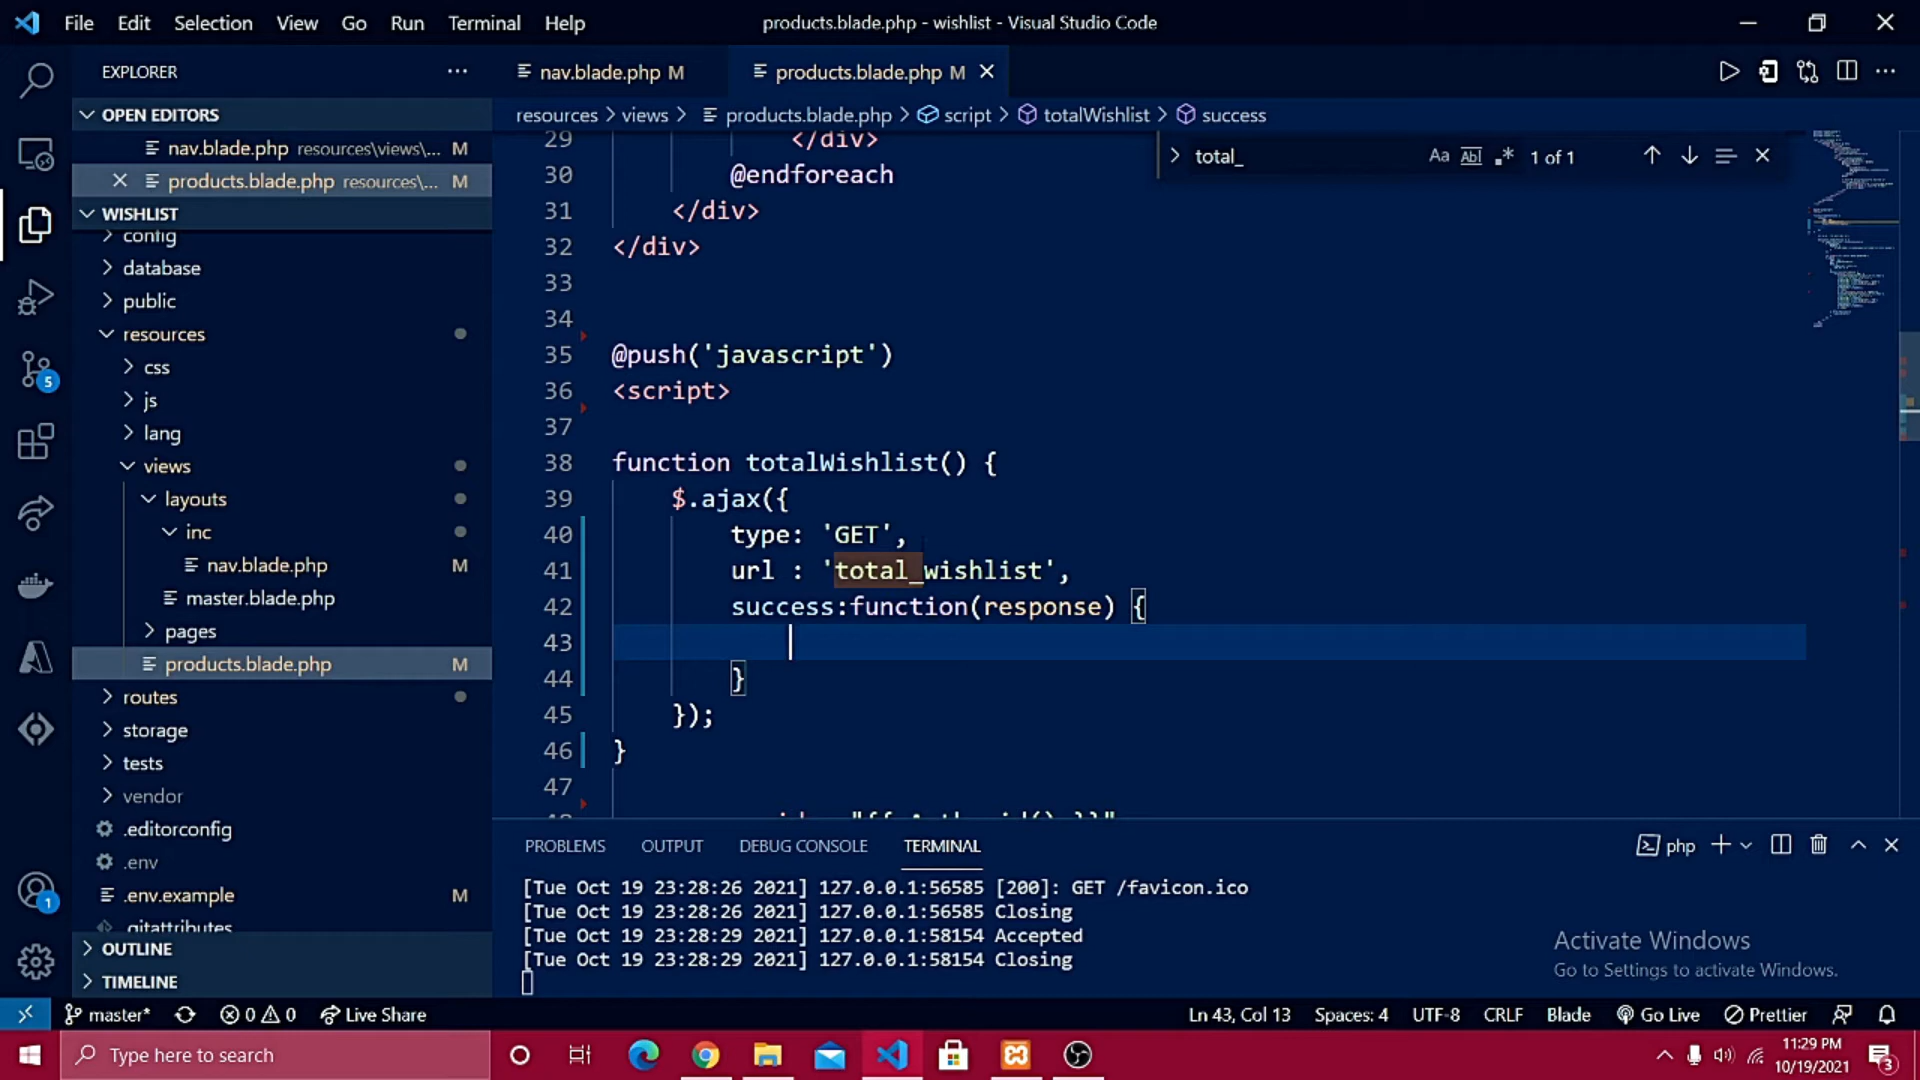 File Edit Selection View Go Run Terminal Help
products.blade.php - wishlist - Visual Studio Code
EXPLORER
OPEN EDITORS
nav.blade.php resources\views\... M
products.blade.php resources\... M
WISHLIST
config
database
public
resources
css
js
lang
views
layouts
inc
nav.blade.php M
master.blade.php
pages
products.blade.php M
routes
storage
tests
vendor
.editorconfig
.env
.env.example M
.gitattributes
OUTLINE
TIMELINE
5
1
nav.blade.php M
products.blade.php M
resources > views > products.blade.php > script > totalWishlist > success
total_
Aa Abl .* 1 of 1
29 </div>
30 @endforeach
31 </div>
32 </div>
33
34
35 @push('javascript')
36 <script>
37
38 function totalWishlist() {
39 $.ajax({
40 type: 'GET',
41 url : 'total_wishlist',
42 success:function(response) {
43
44 }
45 });
46 }
47
PROBLEMS OUTPUT DEBUG CONSOLE TERMINAL
php
[Tue Oct 19 23:28:26 2021] 127.0.0.1:56585 [200]: GET /favicon.ico
[Tue Oct 19 23:28:26 2021] 127.0.0.1:56585 Closing
[Tue Oct 19 23:28:29 2021] 127.0.0.1:58154 Accepted
[Tue Oct 19 23:28:29 2021] 127.0.0.1:58154 Closing
Activate Windows
Go to Settings to activate Windows.
master* 0 0 Live Share
Ln 43, Col 13 Spaces: 4 UTF-8 CRLF Blade Go Live Prettier
Type here to search
11:29 PM
10/19/2021
3